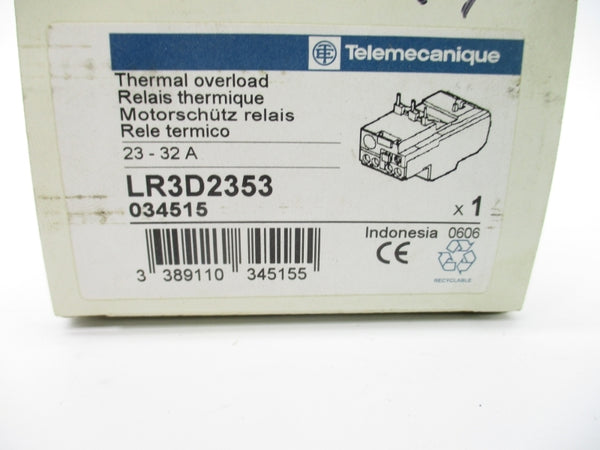 Telemecanique
Thermal overload
Relais thermique
Motorschütz relais
Rele termico
23 - 32 A
LR3D2353
034515
x 1
Indonesia 0606
CE
3 389110 345155
RECYCLABLE